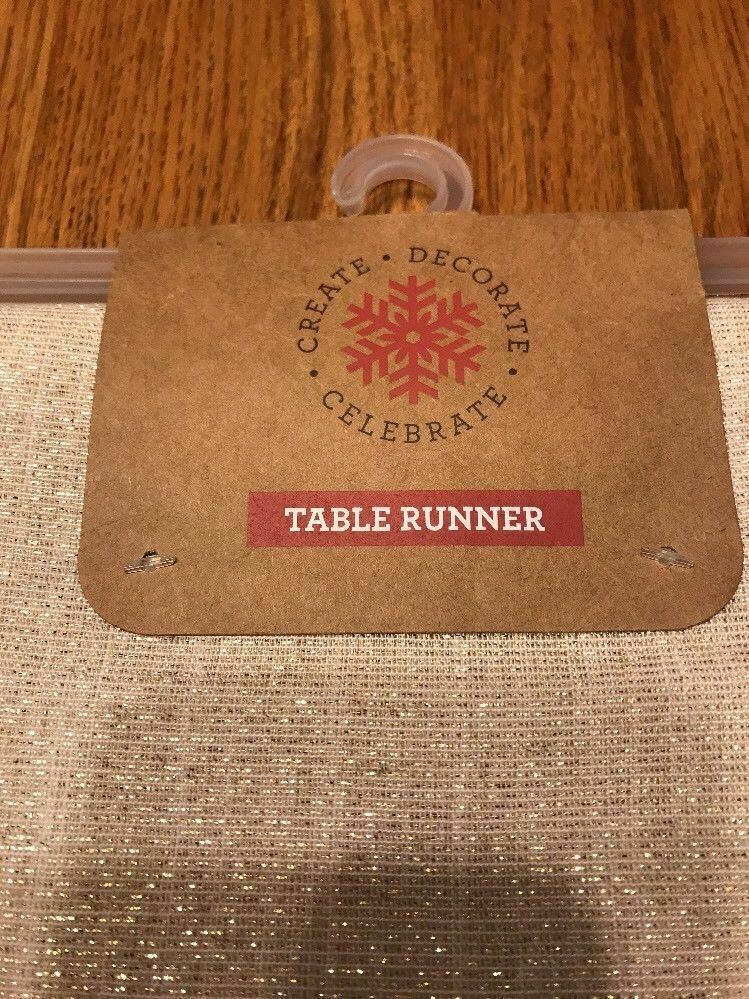 CREATE • DECORATE • CELEBRATE •
TABLE RUNNER